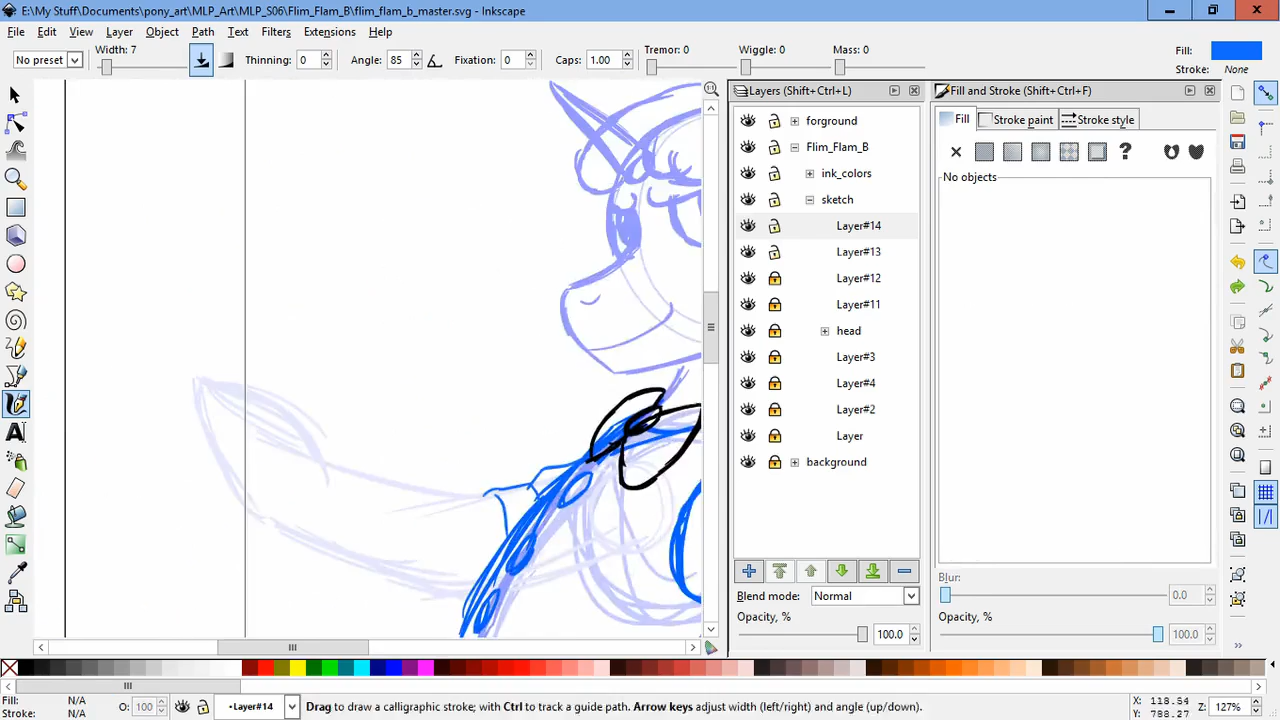 E:\My Stuff\Documents\pony_art\MLP_Art\MLP_S06\Flim_Flam_B\flim_flam_b_master.svg - Inkscape
File Edit View Layer Object Path Filters Text Extensions Help
No preset Width: 7 Thinning: 0 Angle: 85 Fixation: 0 Caps: 1.00 Tremor: 0 Wiggle: 0 Mass: 0 Fill:
Stroke: None
Layers (Shift+Ctrl+L) Fill and Stroke (Shift+Ctrl+F)
forground
Fill Stroke paint Stroke style
Flim_Flam_B
ink_colors
No objects
sketch
Layer#14
Layer#13
Layer#12
Layer#11
head
Layer#3
Layer#4
Layer#2
Layer
background
Blur:
0.0
Blend mode: Normal
Opacity, % Opacity, %
100.0 100.0
Fill: N/A
Stroke: N/A
O: 100
•Layer#14
Drag to draw a calligraphic stroke; with Ctrl to track a guide path. Arrow keys adjust width (left/right) and angle (up/down).
X: 118.54
Y: 788.27
Z: 127%